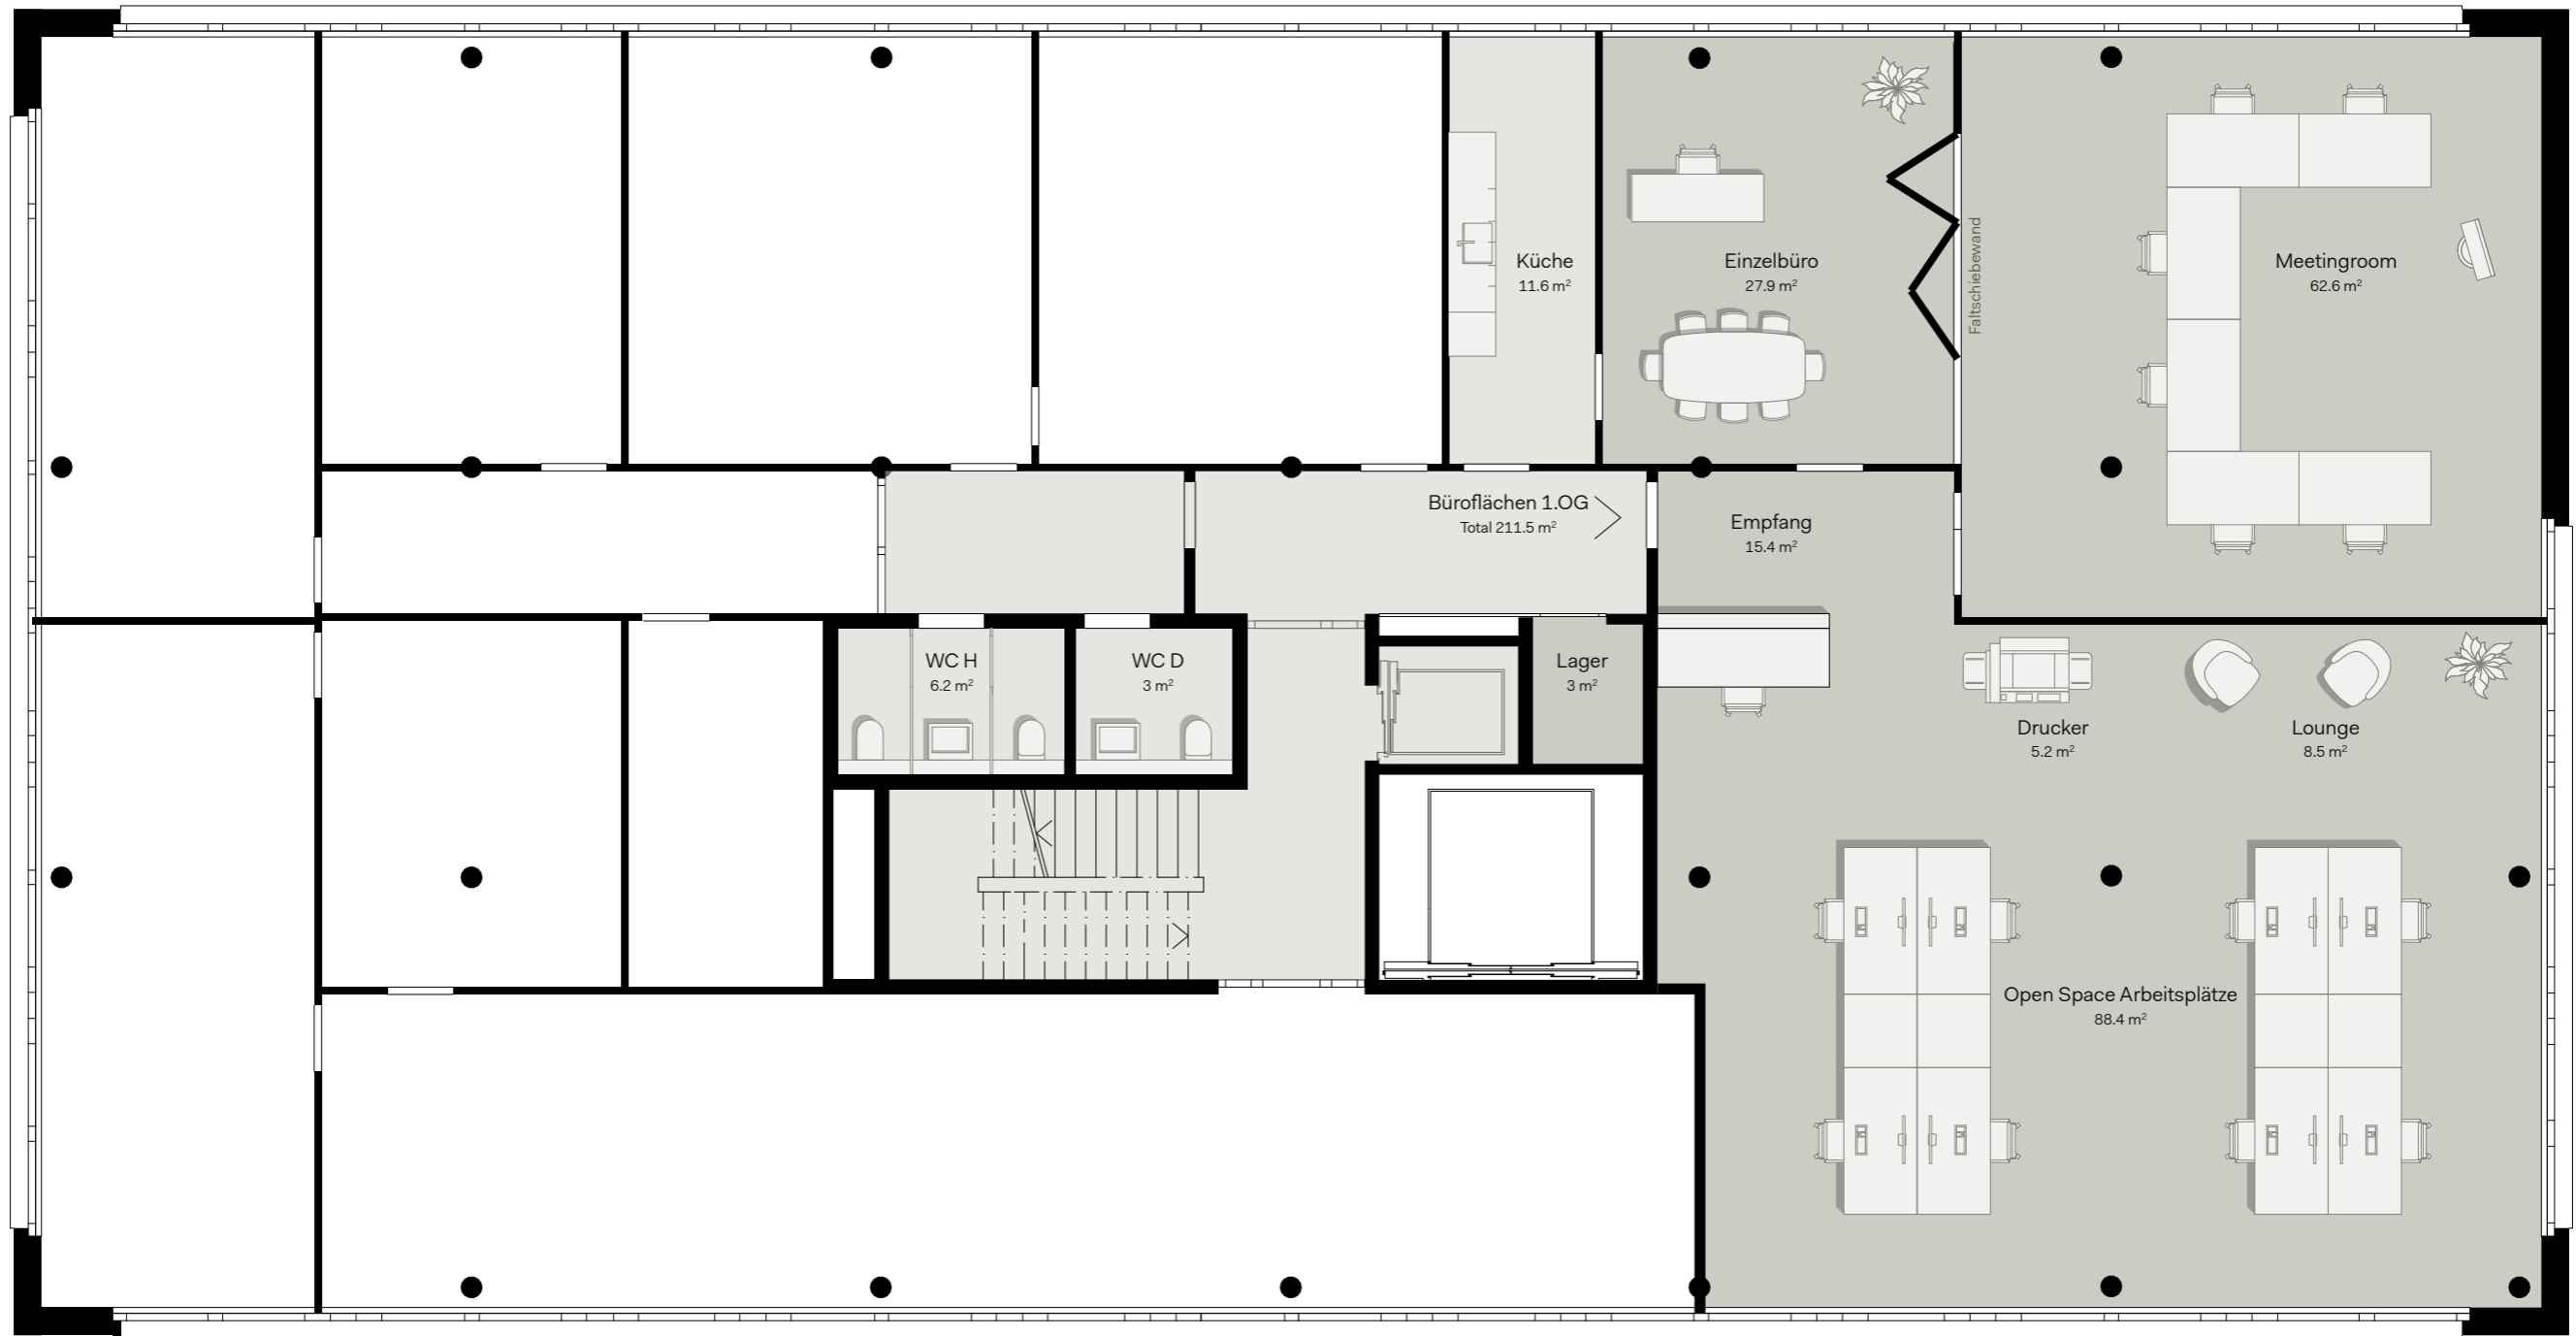 Küche
11.6 m²
Einzelbüro
27.9 m²
Faltschiebewand
Meetingroom
62.6 m²
Büroflächen 1.OG
Total 211.5 m²
Empfang
15.4 m²
WC H
6.2 m²
WC D
3 m²
Lager
3 m²
Drucker
5.2 m²
Lounge
8.5 m²
Open Space Arbeitsplätze
88.4 m²